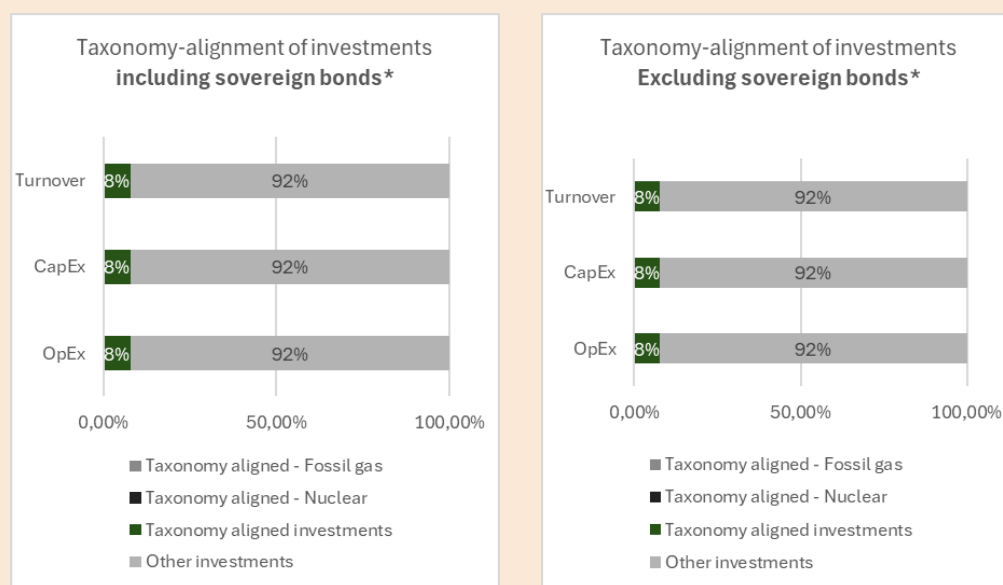 Taxonomy-alignment of investments
including sovereign bonds*
Turnover 8% 92%
CapEx 8% 92%
OpEx 8% 92%
0,00% 50,00% 100,00%
Taxonomy aligned - Fossil gas
Taxonomy aligned - Nuclear
Taxonomy aligned investments
Other investments
Taxonomy-alignment of investments
Excluding sovereign bonds*
Turnover 8% 92%
CapEx 8% 92%
OpEx 8% 92%
0,00% 50,00% 100,00%
Taxonomy aligned - Fossil gas
Taxonomy aligned - Nuclear
Taxonomy aligned investments
Other investments